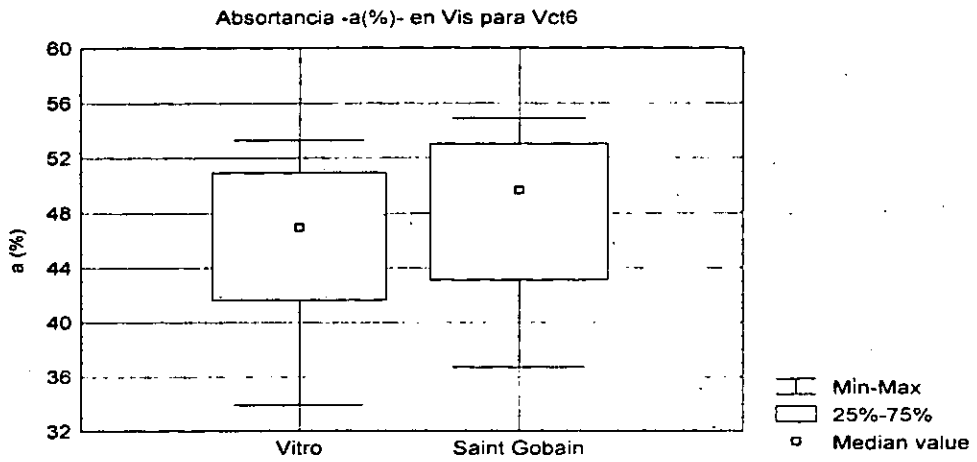 Absortancia -a(%)- en Vis para Vct6
a (%)
60
56
52
48
44
40
36
32
Vitro
Saint Gobain
Min-Max
25%-75%
Median value